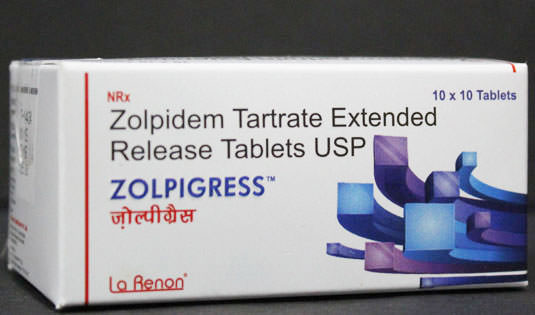 NRx
10 x 10 Tablets
Zolpidem Tartrate Extended
Release Tablets USP
ZOLPIGRESS™
ज़ोल्पीग्रैस
La Renon®